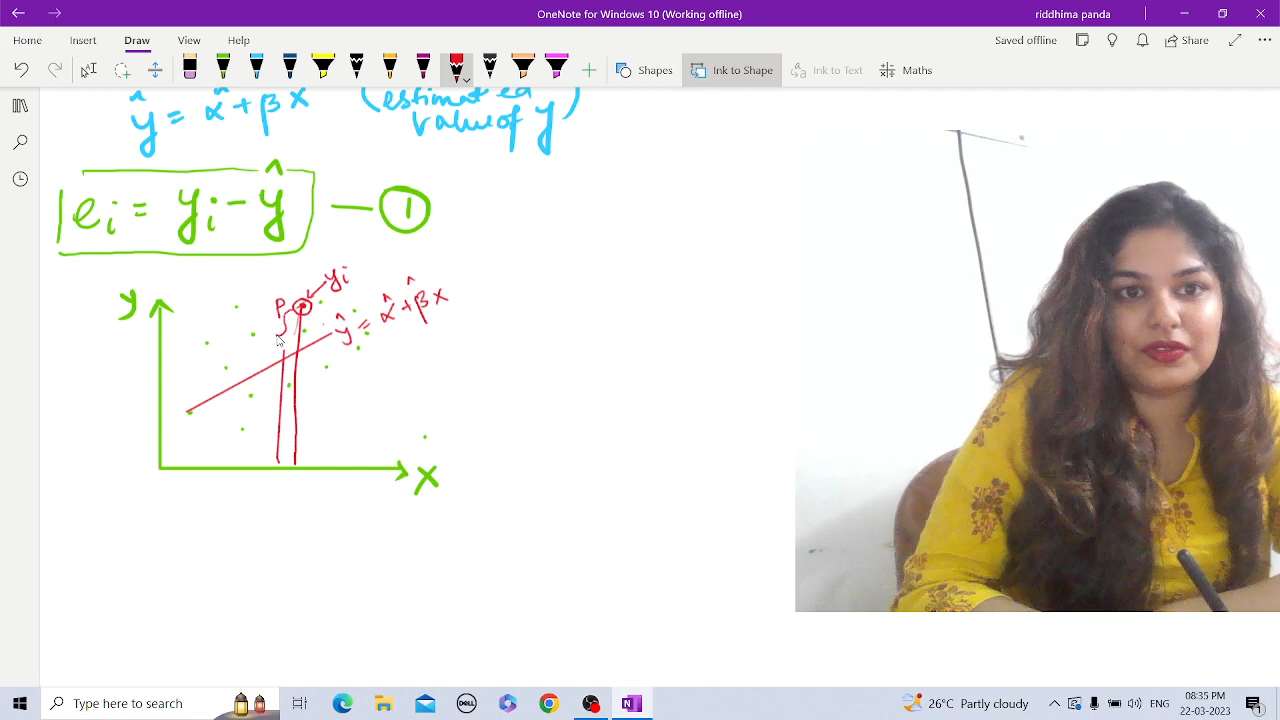 OneNote for Windows 10 (Working offline)
riddhima panda
Home Insert Draw View Help
Saved offline
Share
Shapes
Ink to Shape
Ink to Text
Maths
ŷ = α̂ + β x (estimated
value of y)
eᵢ = yᵢ - ŷ — ①
y
P
yᵢ
ŷ = α̂ + β̂ x
x
Type here to search
DELL
26°C Partly cloudy
ENG
08:35 PM
22-03-2023
1